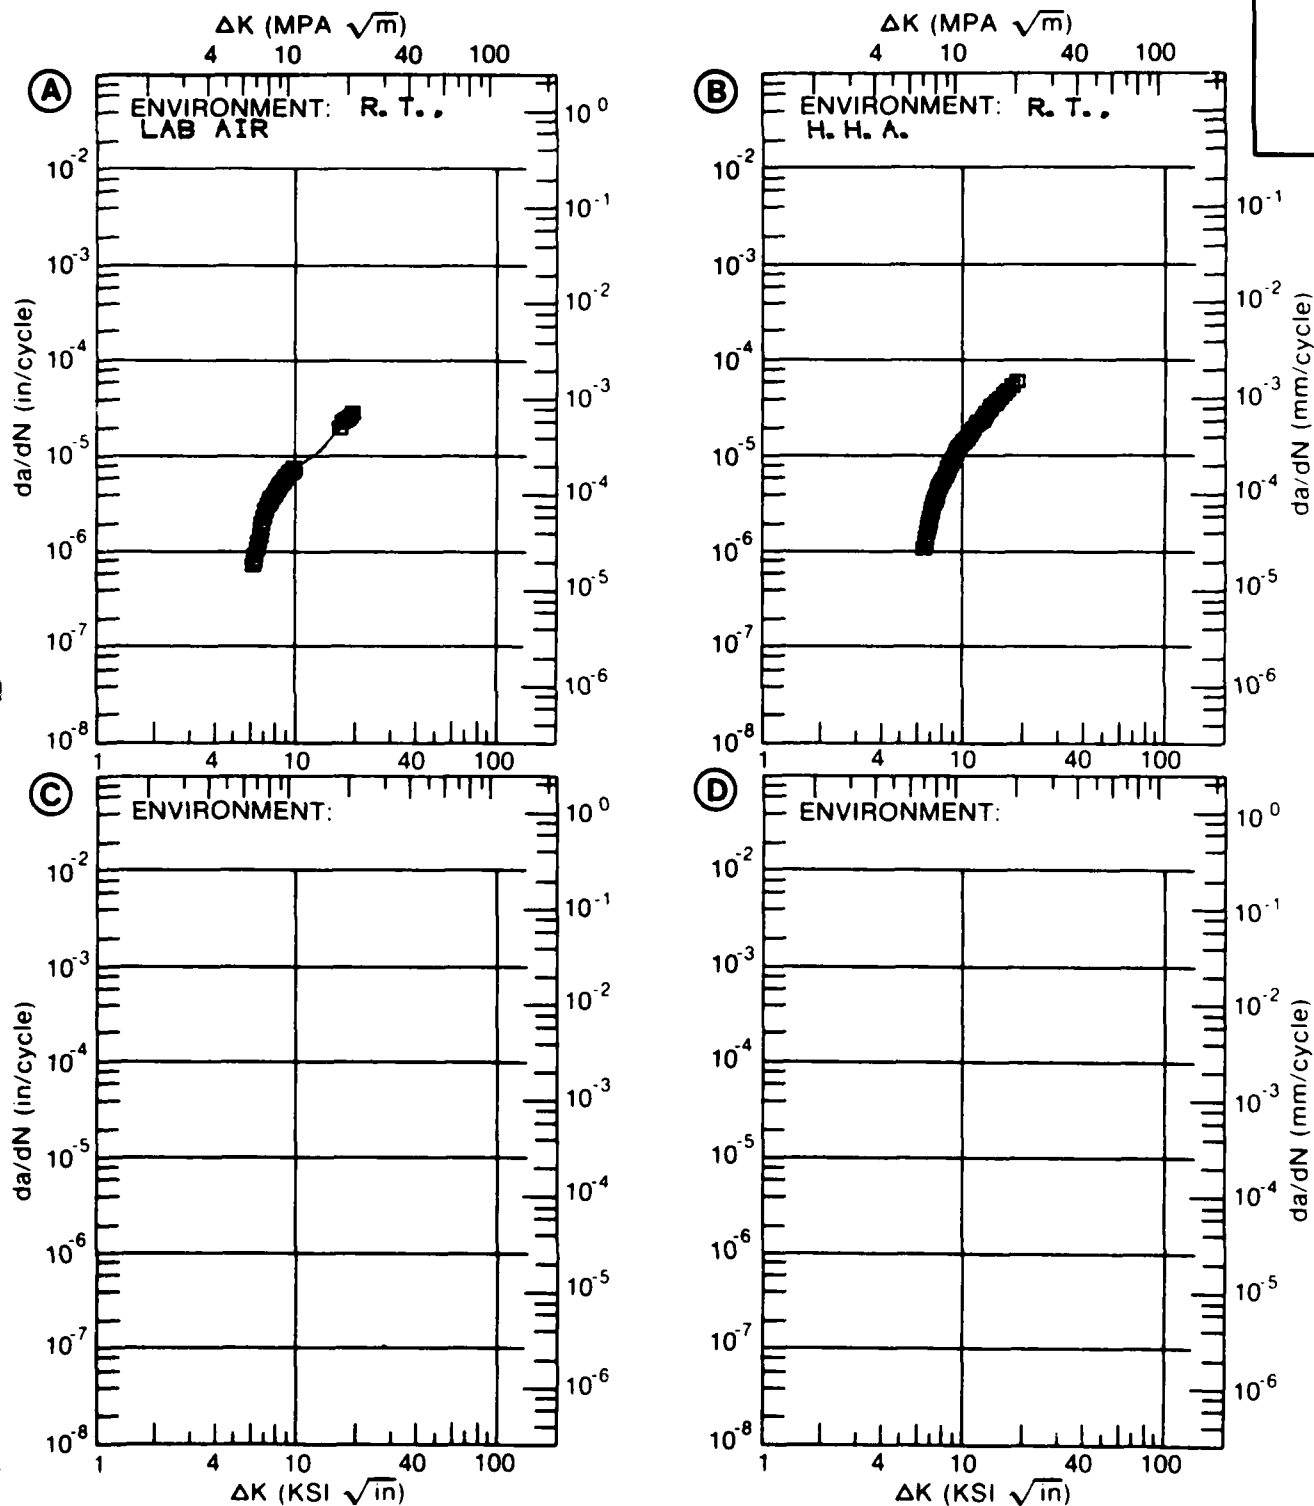 ΔK (MPA √m)
4 10 40 100
A
ENVIRONMENT: R. T.,
LAB AIR
10^-2
10^-3
10^-4
10^-5
10^-6
10^-7
10^-8
da/dN (in/cycle)
10^0
10^-1
10^-2
10^-3
10^-4
10^-5
10^-6
1 4 10 40 100
ΔK (MPA √m)
4 10 40 100
B
ENVIRONMENT: R. T.,
H. H. A.
10^-2
10^-3
10^-4
10^-5
10^-6
10^-7
10^-8
10^-1
10^-2
10^-3
10^-4
10^-5
10^-6
da/dN (mm/cycle)
1 4 10 40 100
C
ENVIRONMENT:
10^-2
10^-3
10^-4
10^-5
10^-6
10^-7
10^-8
da/dN (in/cycle)
10^0
10^-1
10^-2
10^-3
10^-4
10^-5
10^-6
1 4 10 40 100
ΔK (KSI √in)
D
ENVIRONMENT:
10^-2
10^-3
10^-4
10^-5
10^-6
10^-7
10^-8
10^0
10^-1
10^-2
10^-3
10^-4
10^-5
10^-6
da/dN (mm/cycle)
1 4 10 40 100
ΔK (KSI √in)